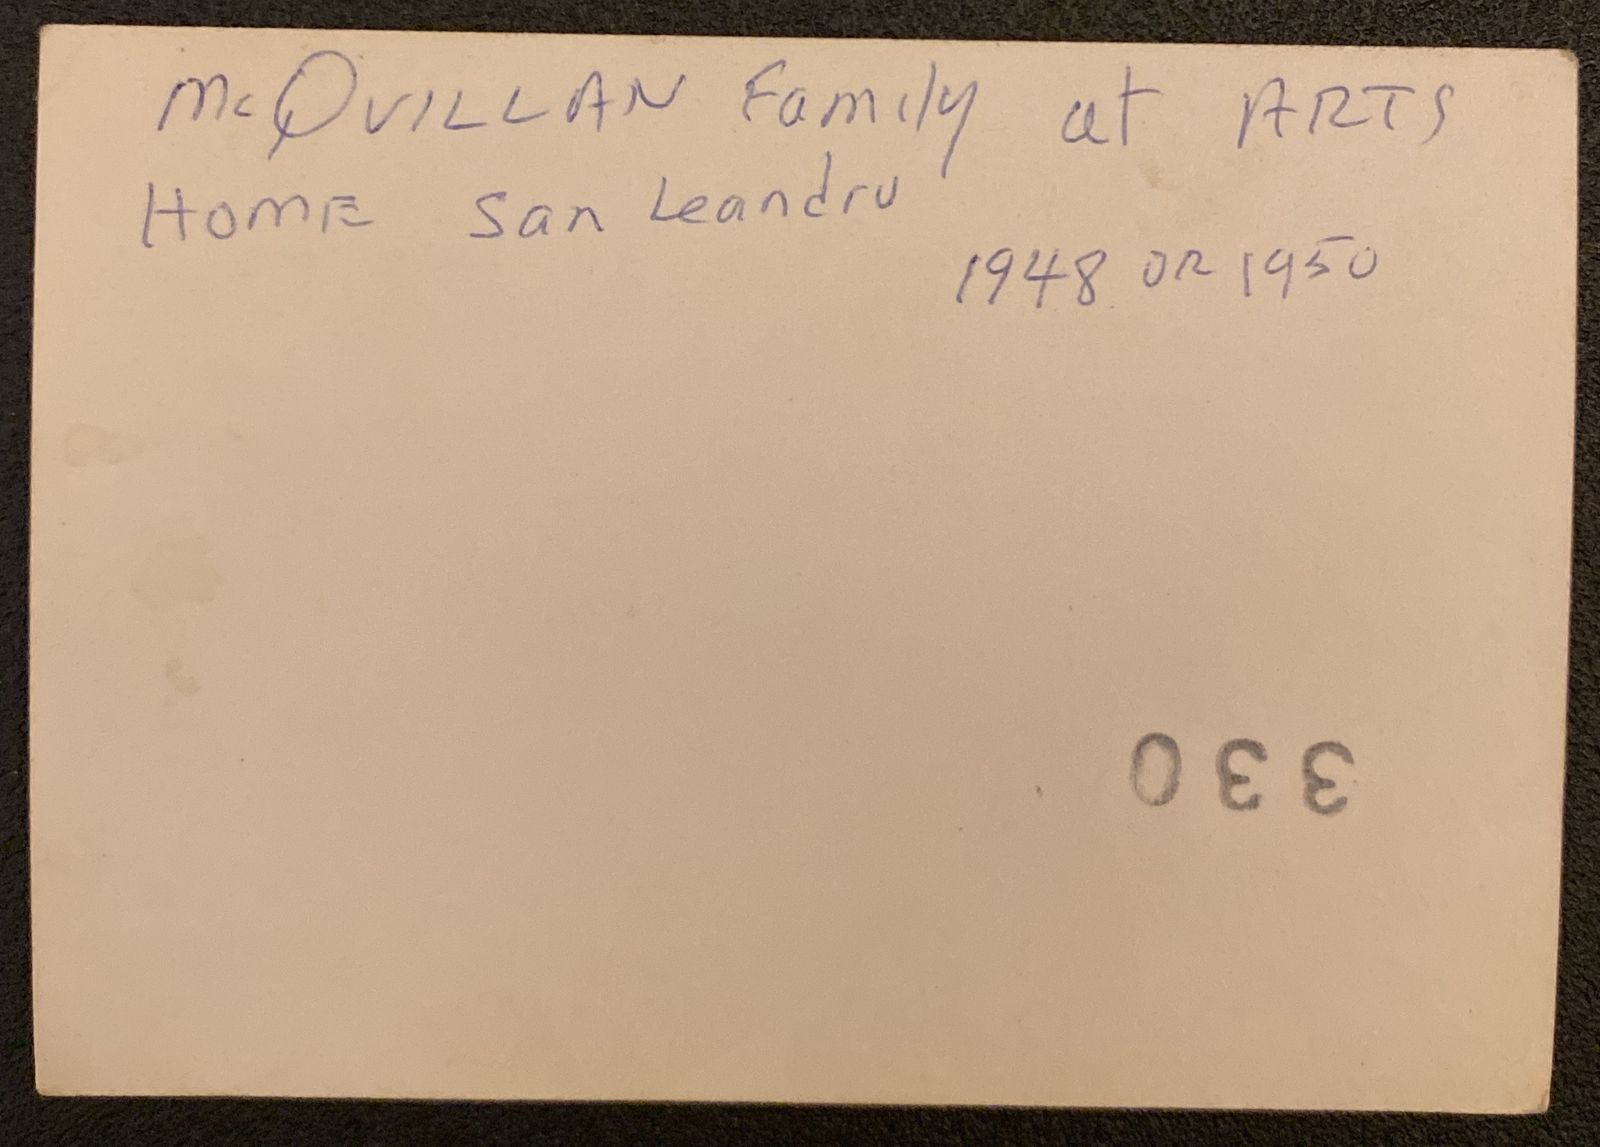 McQUILLAN Family at ARTS
HOME San Leandro
1948 OR 1950
330